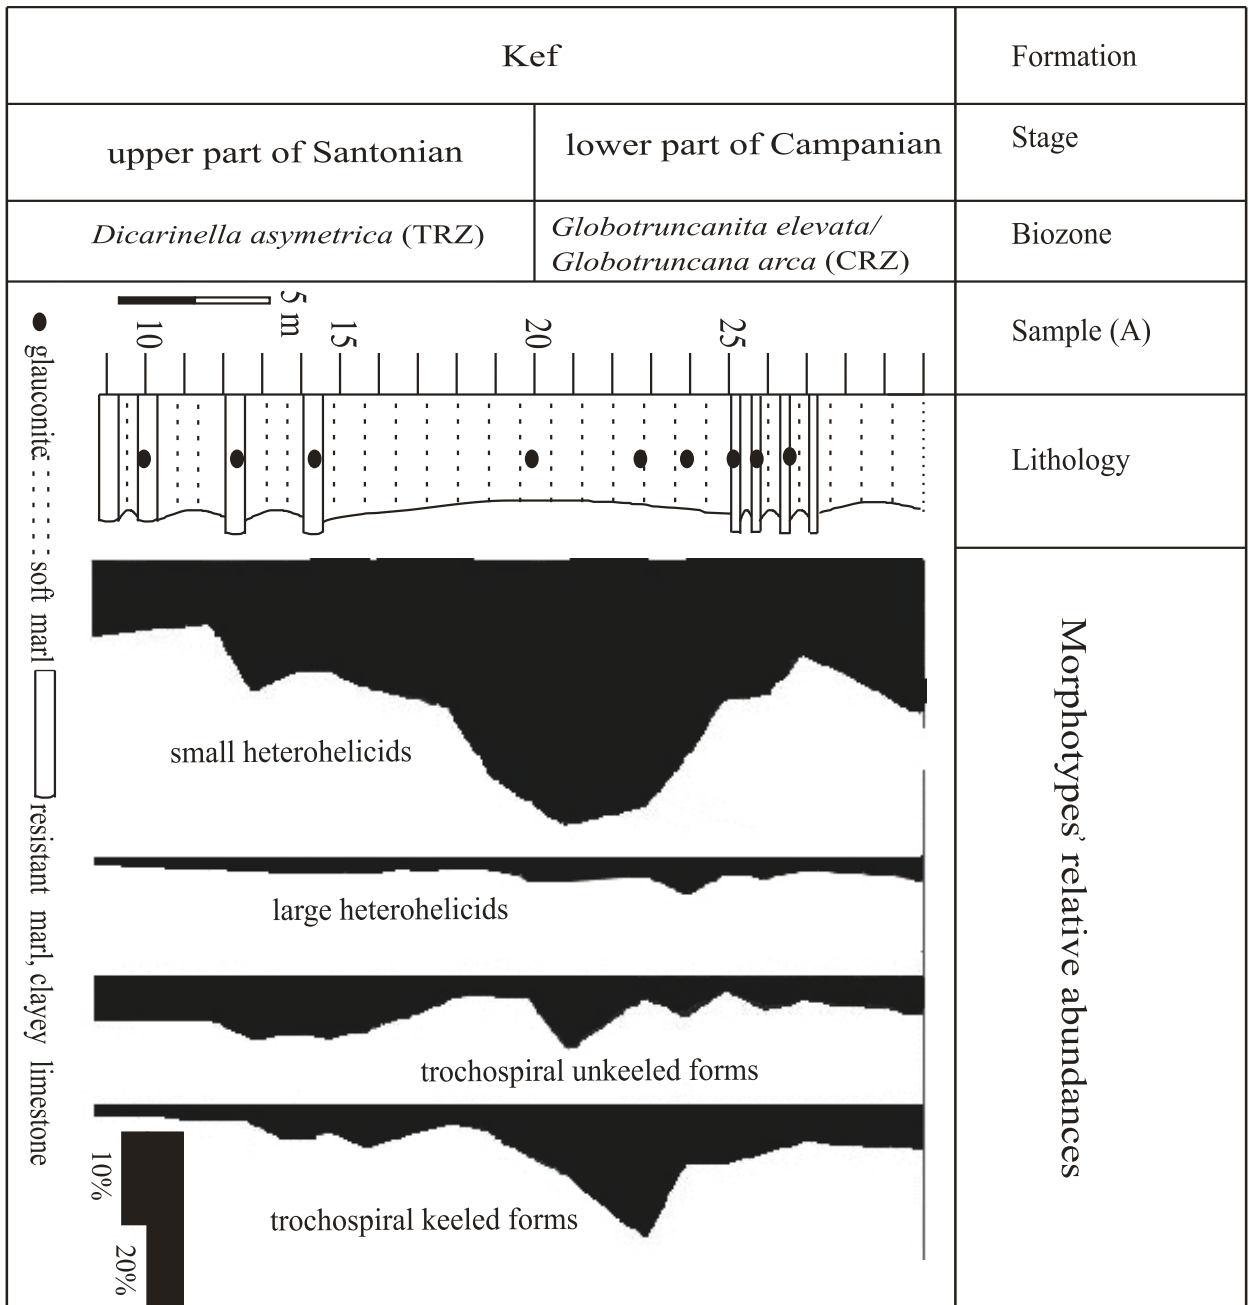 Kef
Formation
upper part of Santonian
lower part of Campanian
Stage
Dicarinella asymetrica (TRZ)
Globotruncanita elevata/
Globotruncana arca (CRZ)
Biozone
5 m
10
15
20
25
Sample (A)
Lithology
glauconite
soft marl
resistant marl, clayey limestone
small heterohelicids
large heterohelicids
trochospiral unkeeled forms
trochospiral keeled forms
Morphotypes' relative abundances
10%
20%